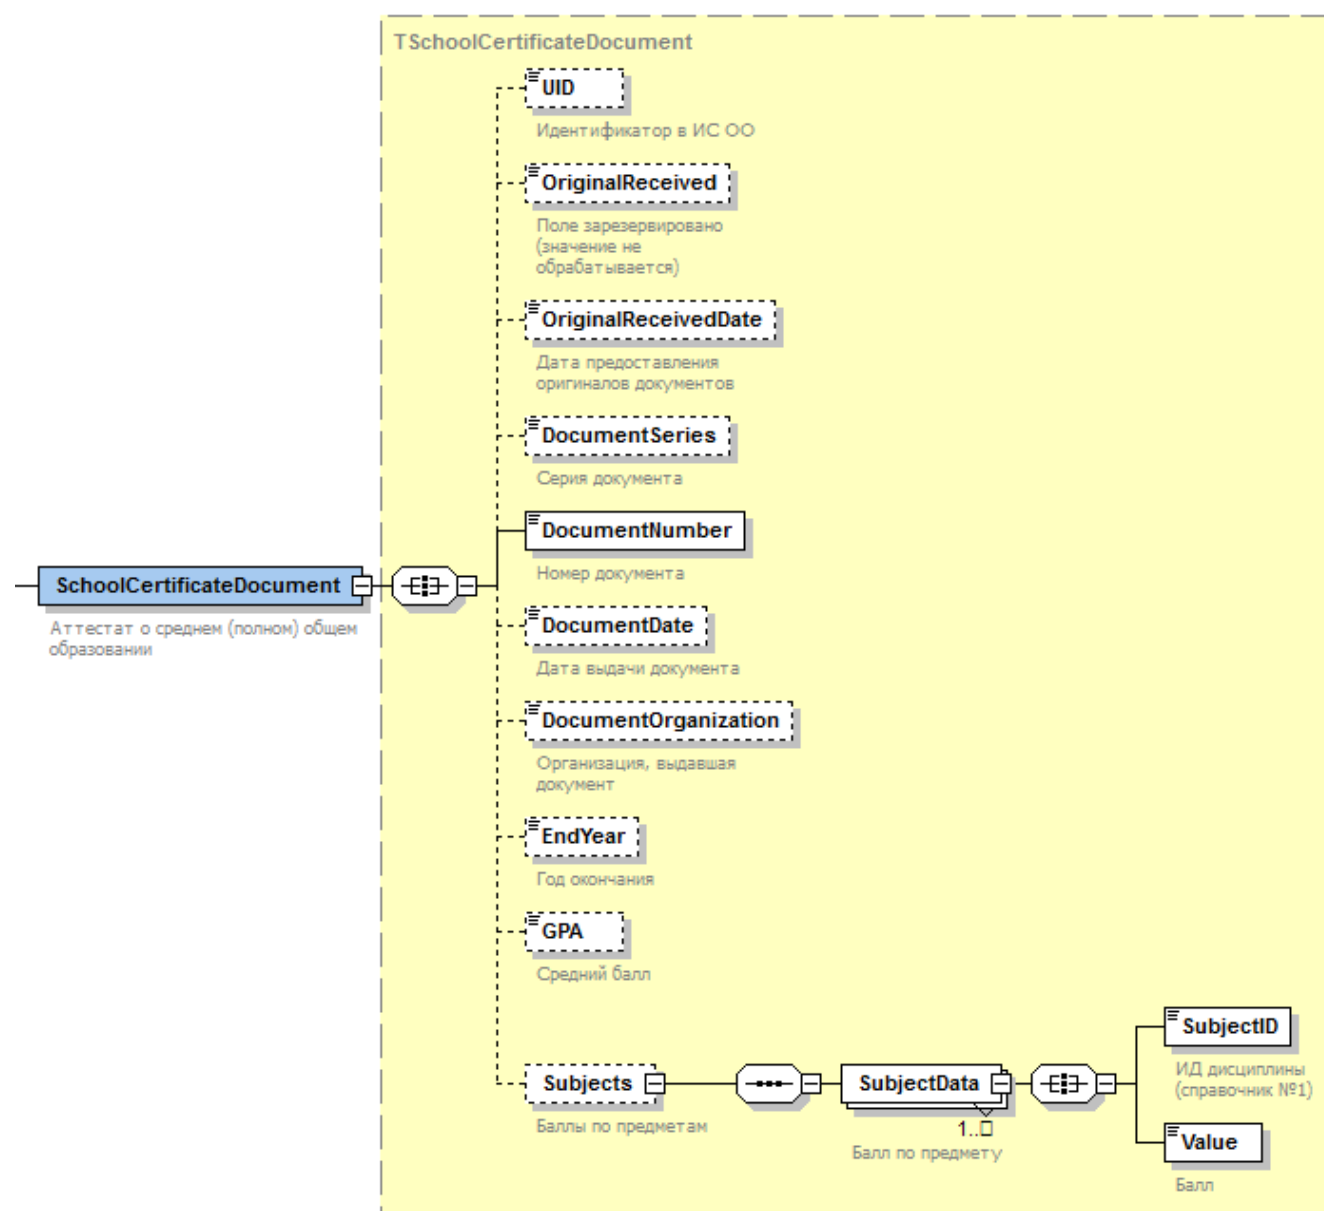 TSchoolCertificateDocument
UID
Идентификатор в ИС ОО
OriginalReceived
Поле зарезервировано
(значение не
обрабатывается)
OriginalReceivedDate
Дата предоставления
оригиналов документов
DocumentSeries
Серия документа
DocumentNumber
Номер документа
SchoolCertificateDocument
Аттестат о среднем (полном) общем
образовании
DocumentDate
Дата выдачи документа
DocumentOrganization
Организация, выдавшая
документ
EndYear
Год окончания
GPA
Средний балл
Subjects
Баллы по предметам
SubjectData
1..□
Балл по предмету
SubjectID
ИД дисциплины
(справочник №1)
Value
Балл